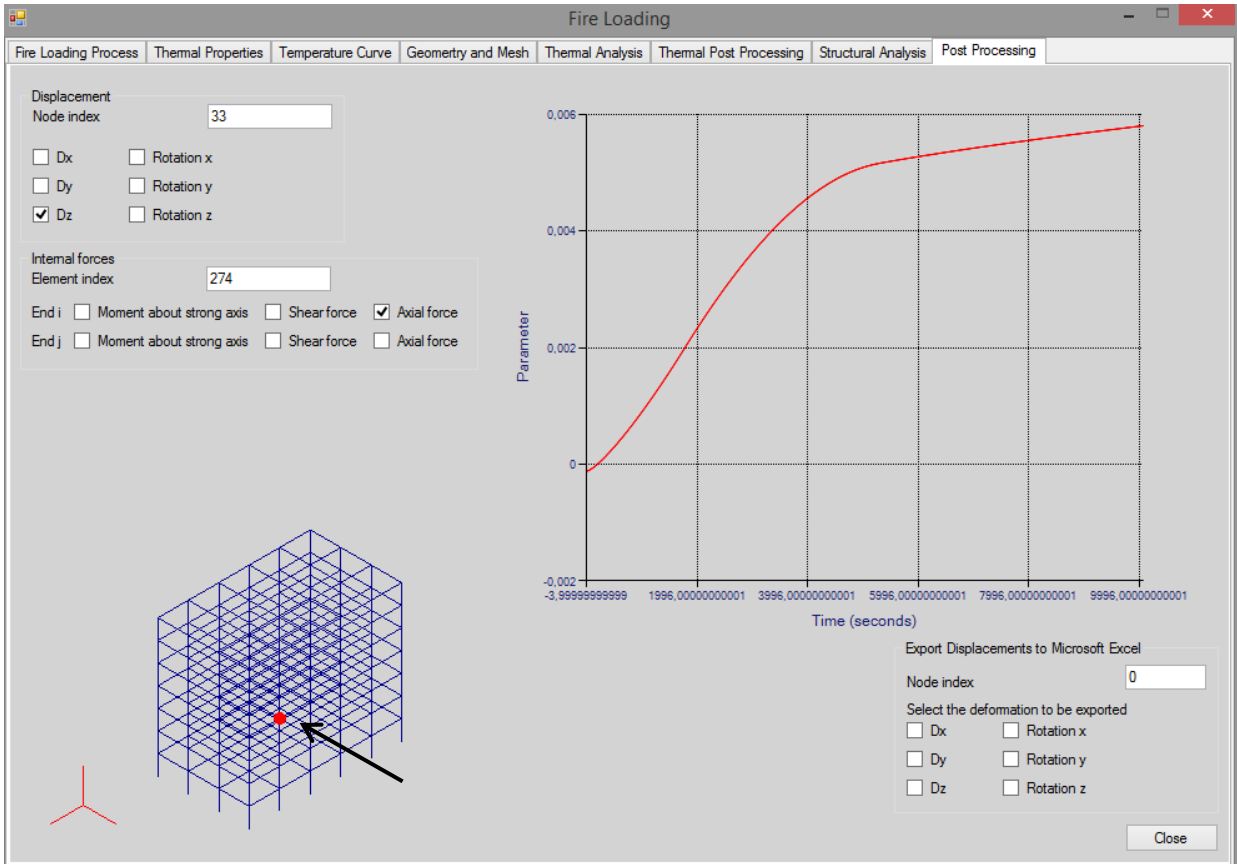 Fire Loading
Fire Loading Process Thermal Properties Temperature Curve Geomertry and Mesh Thermal Analysis Thermal Post Processing Structural Analysis Post Processing
Displacement
Node index 33
Dx Rotation x
Dy Rotation y
Dz Rotation z
Internal forces
Element index 274
End i Moment about strong axis Shear force Axial force
End j Moment about strong axis Shear force Axial force
0,006
0,004
0,002
0
-0,002
Parameter
-3,99999999999 1996,00000000001 3996,00000000001 5996,00000000001 7996,00000000001 9996,00000000001
Time (seconds)
Export Displacements to Microsoft Excel
Node index 0
Select the deformation to be exported
Dx Rotation x
Dy Rotation y
Dz Rotation z
Close